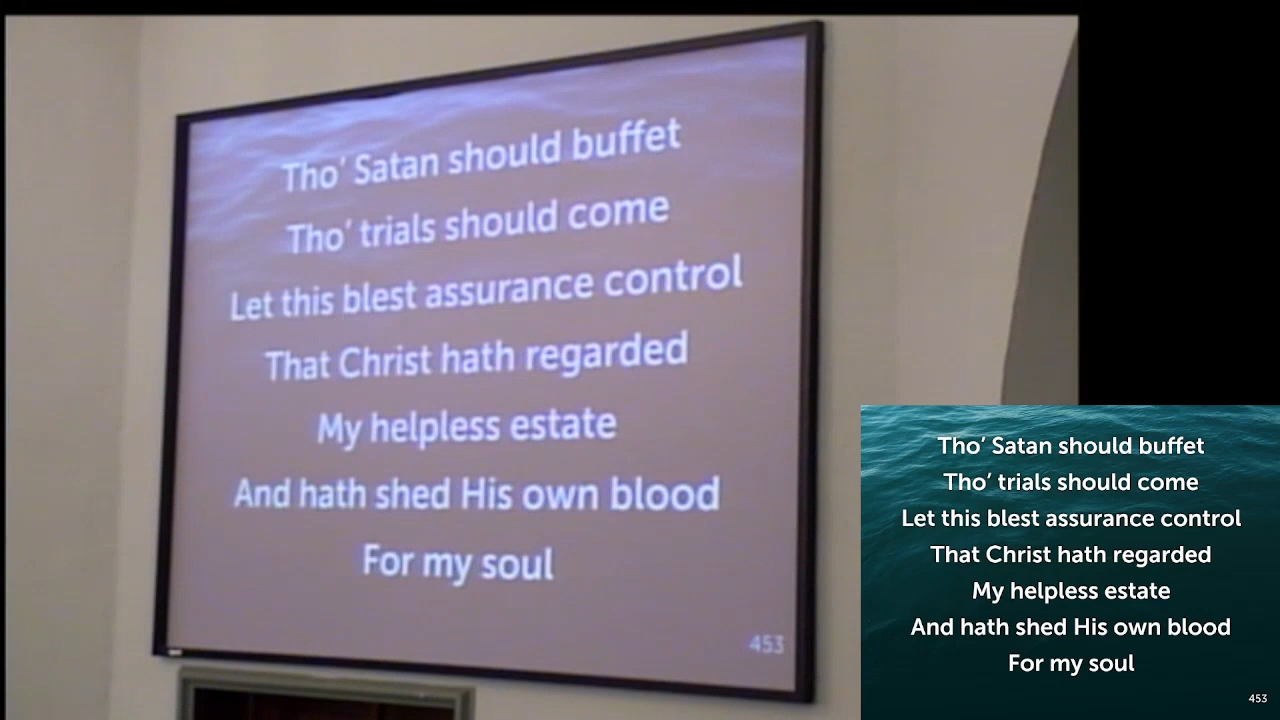 Tho’ Satan should buffet
Tho’ trials should come
Let this blest assurance control
That Christ hath regarded
My helpless estate
And hath shed His own blood
For my soul
453
Tho’ Satan should buffet
Tho’ trials should come
Let this blest assurance control
That Christ hath regarded
My helpless estate
And hath shed His own blood
For my soul
453